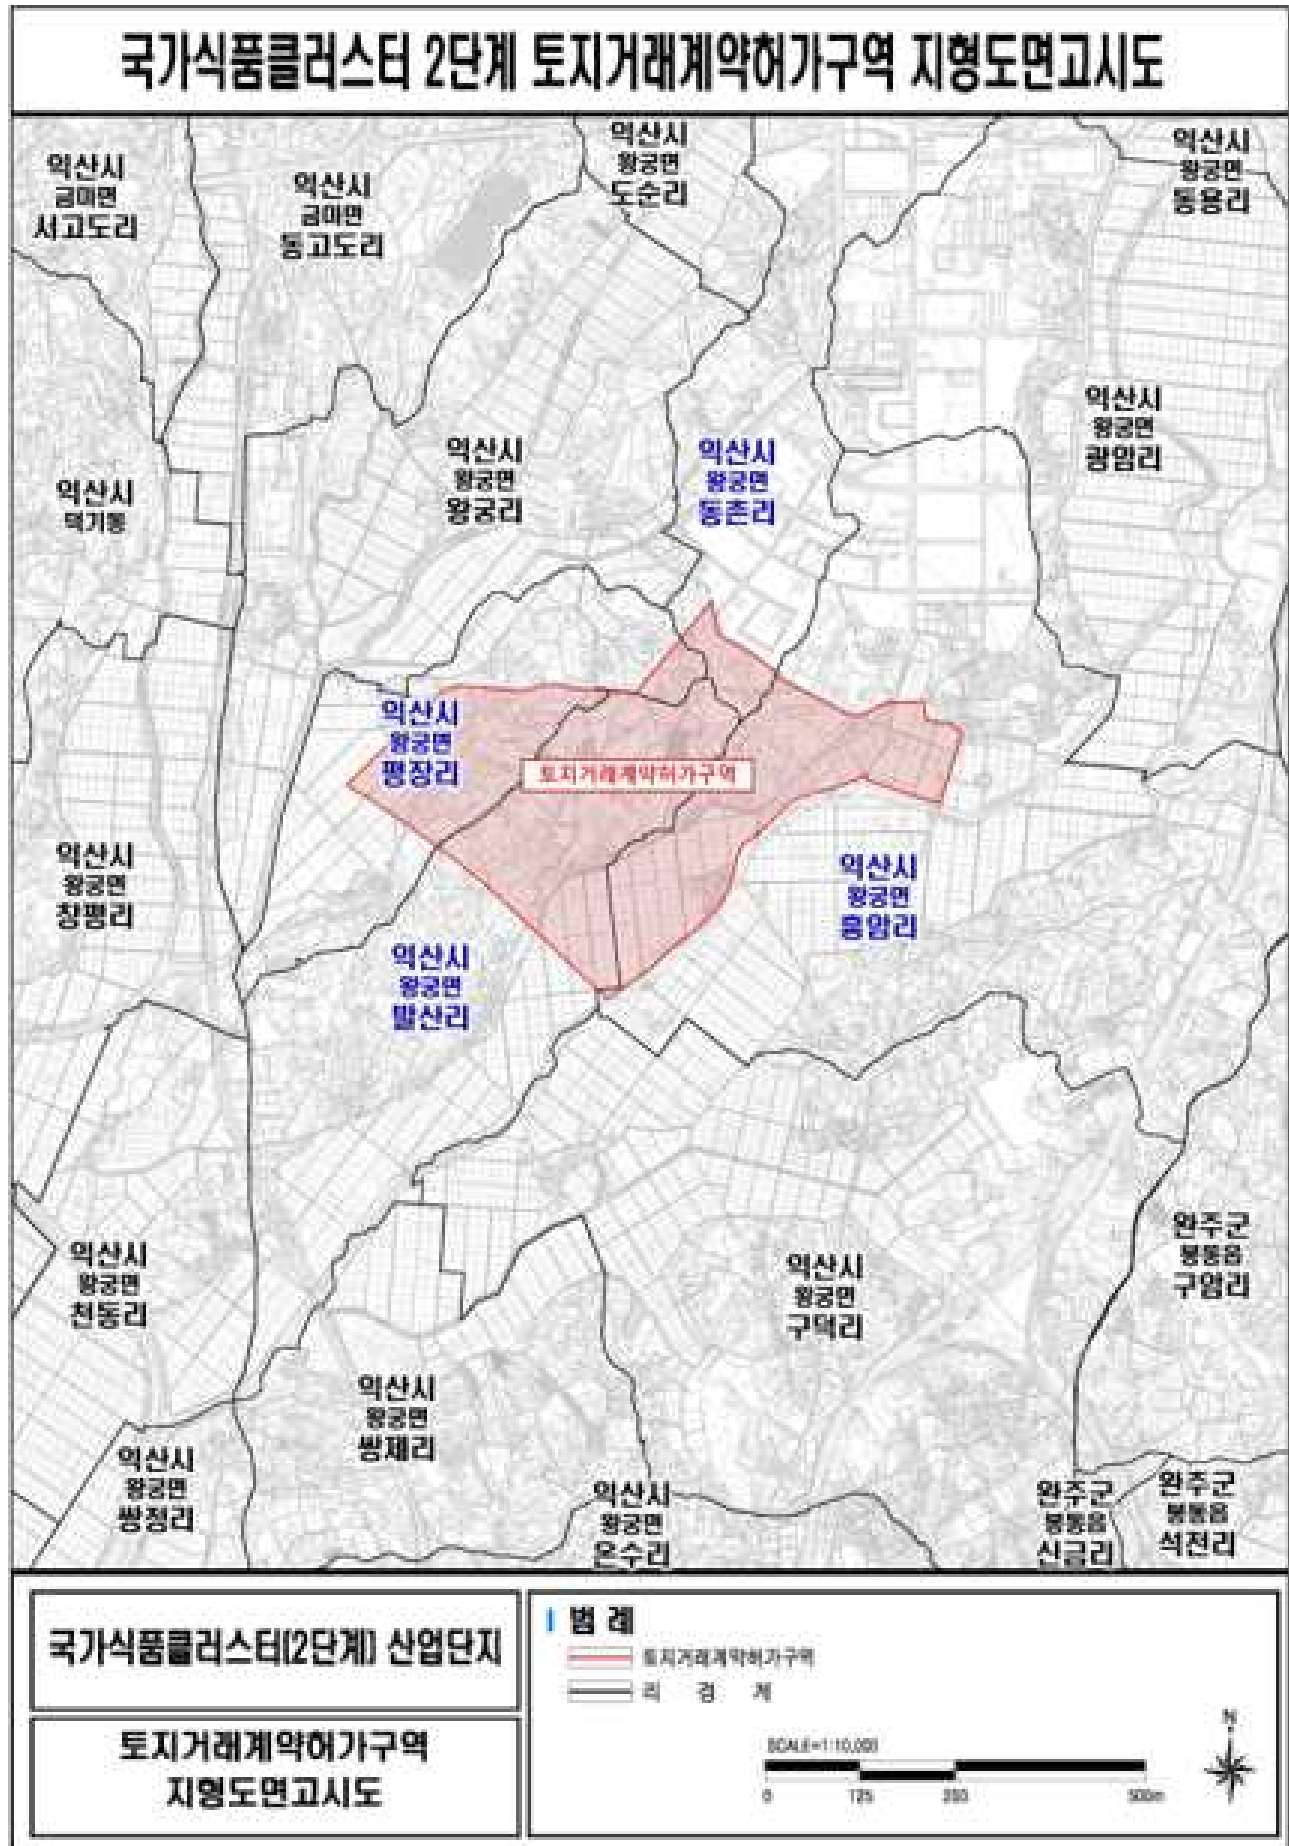 국가식품클러스터 2단계 토지거래계약허가구역 지형도면고시도
익산시
금마면
서고도리
익산시
금마면
동고도리
익산시
왕궁면
도순리
익산시
왕궁면
동용리
익산시
왕궁면
광암리
익산시
왕궁면
왕궁리
익산시
왕궁면
동촌리
익산시
덕기동
익산시
왕궁면
평장리
토지거래계약허가구역
익산시
왕궁면
창평리
익산시
왕궁면
흥암리
익산시
왕궁면
발산리
익산시
왕궁면
천동리
익산시
왕궁면
구덕리
완주군
봉동읍
구암리
익산시
왕궁면
쌍제리
익산시
왕궁면
쌍정리
익산시
왕궁면
온수리
완주군
봉동읍
신금리
완주군
봉동읍
석전리
국가식품클러스터(2단계) 산업단지
토지거래계약허가구역
지형도면고시도
범 례
토지거래계약허가구역
리 경 계
SCALE=1:10,000
0 125 250 500m
N